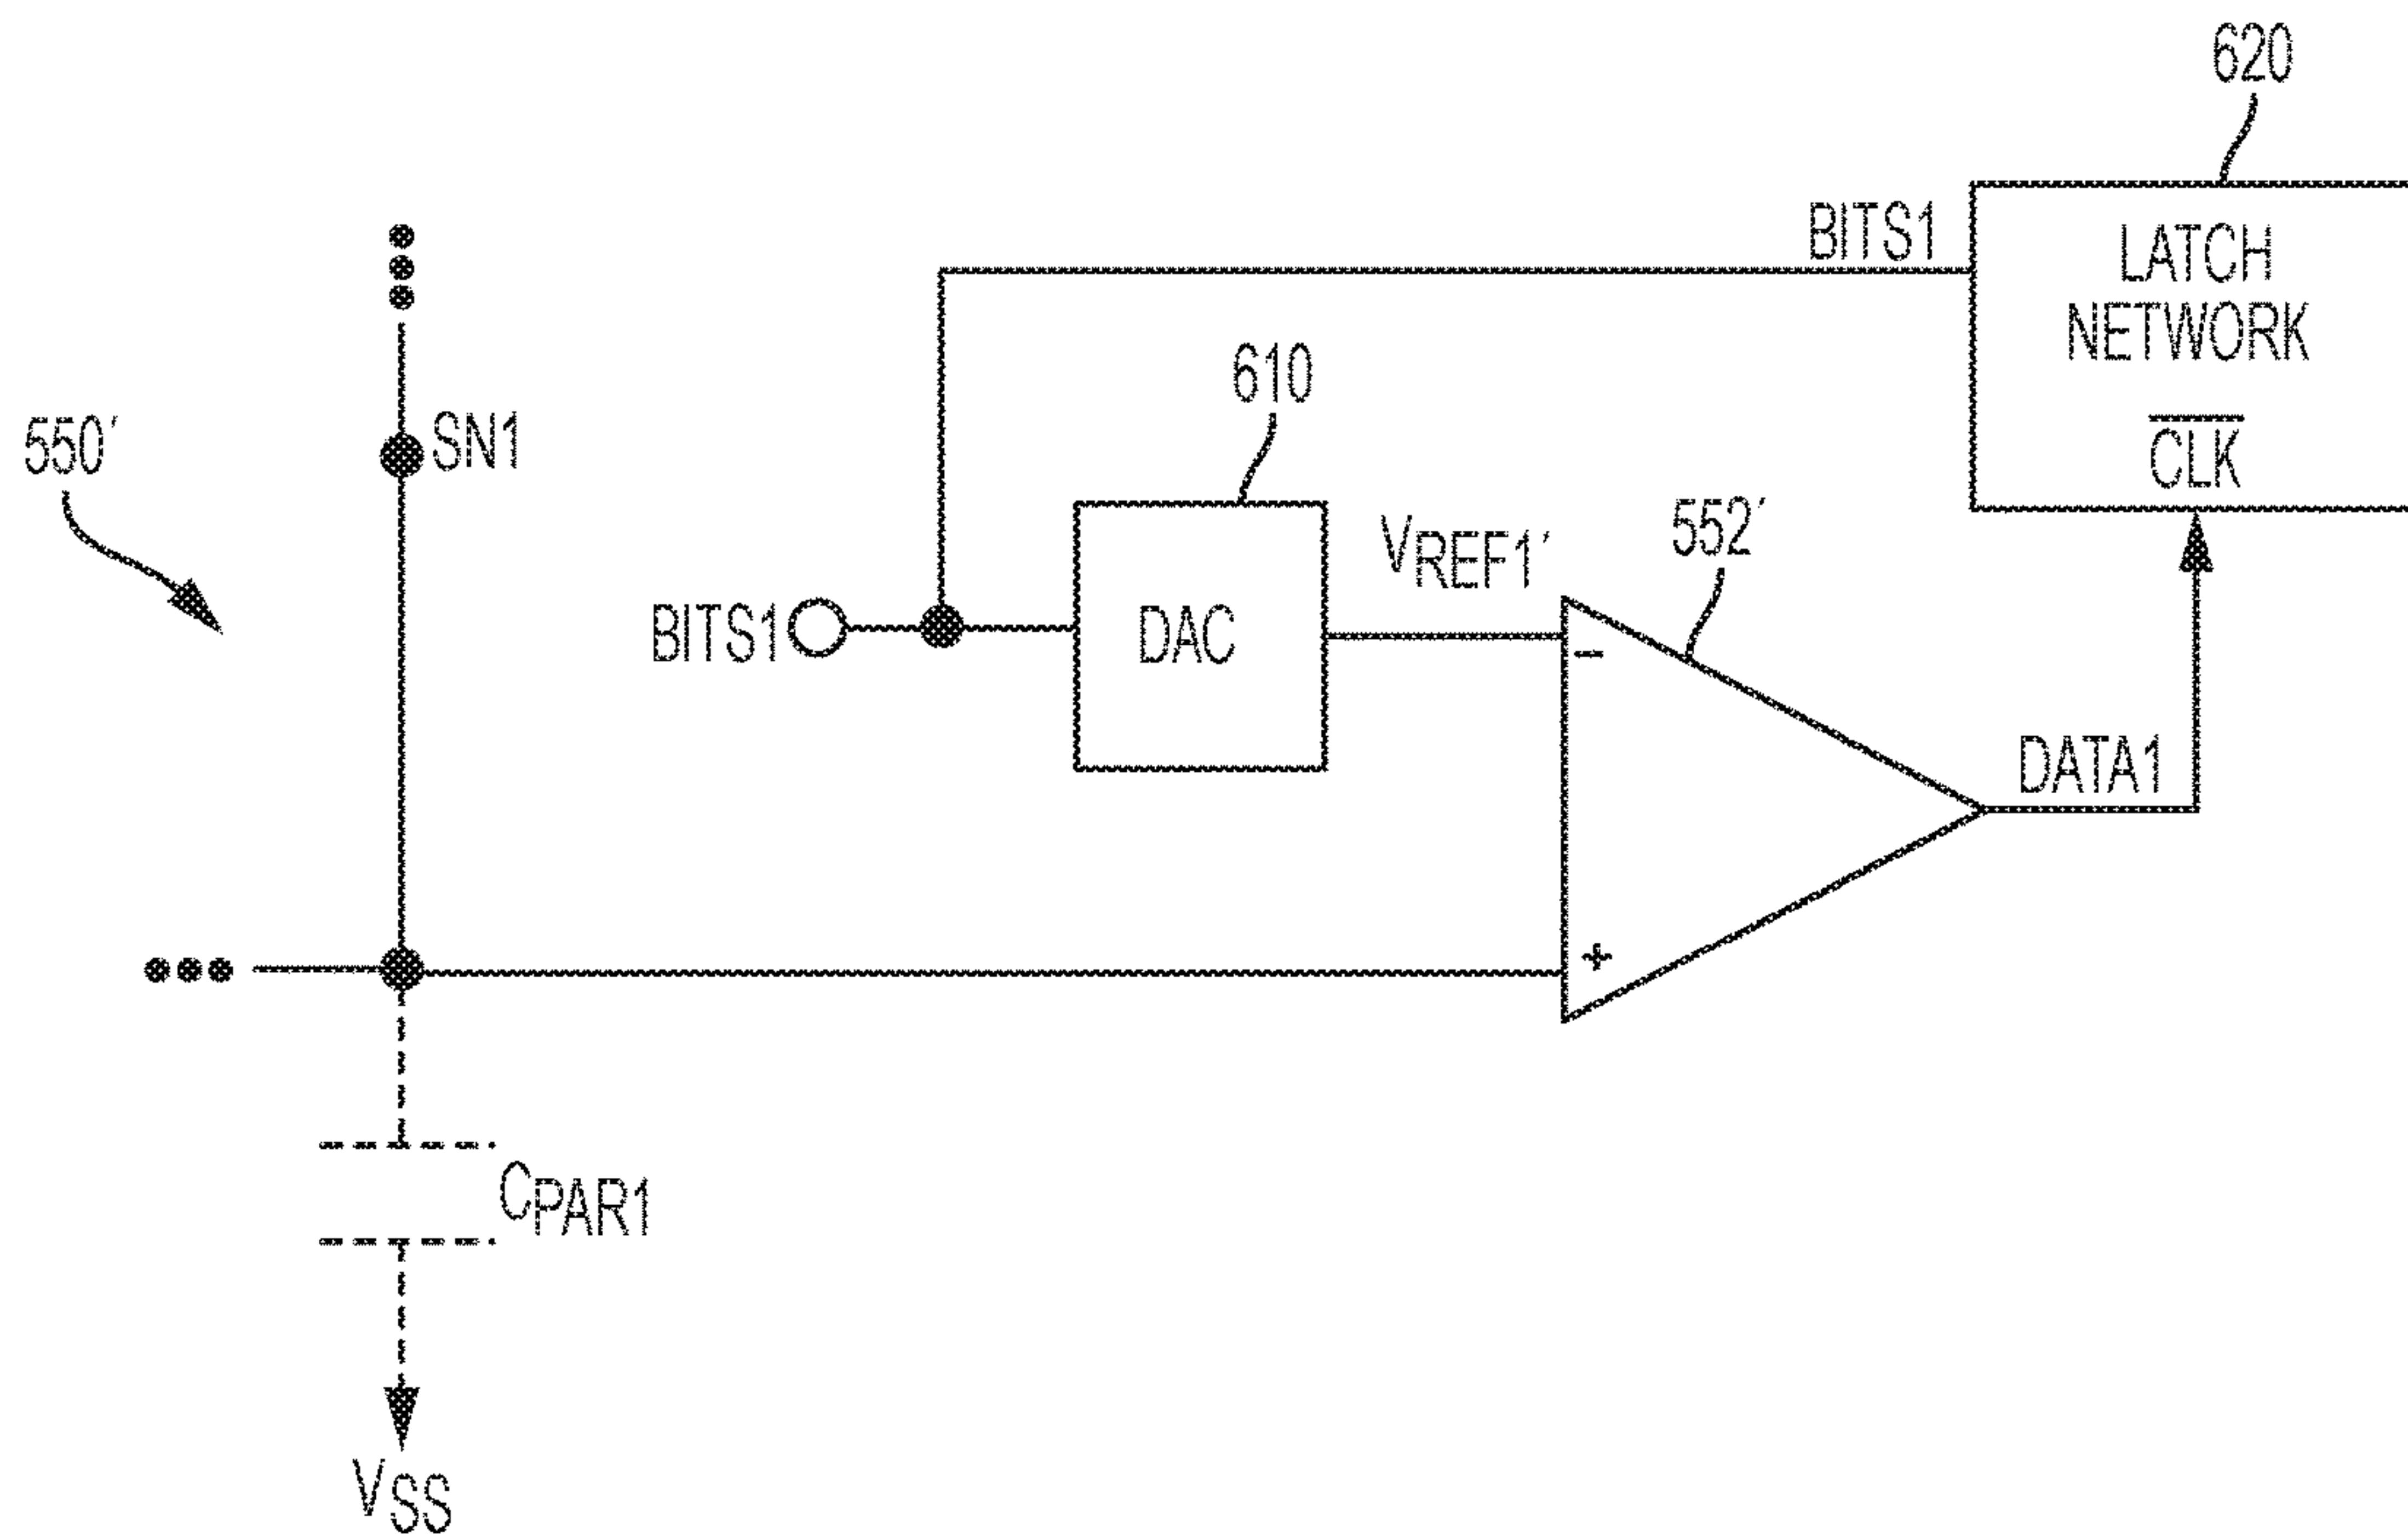 620
BITS1
LATCH
NETWORK
CLK
610
550′
SN1
VREF1′
552′
BITS1
DAC
DATA1
−
+
CPAR1
VSS